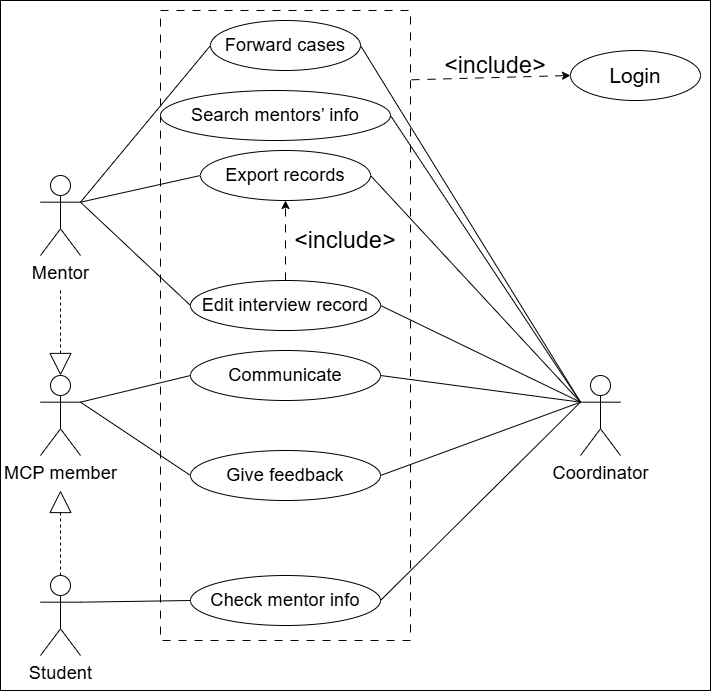 Forward cases
<include>
Login
Search mentors’ info
Export records
<include>
Mentor
Edit interview record
Communicate
MCP member
Give feedback
Coordinator
Check mentor info
Student